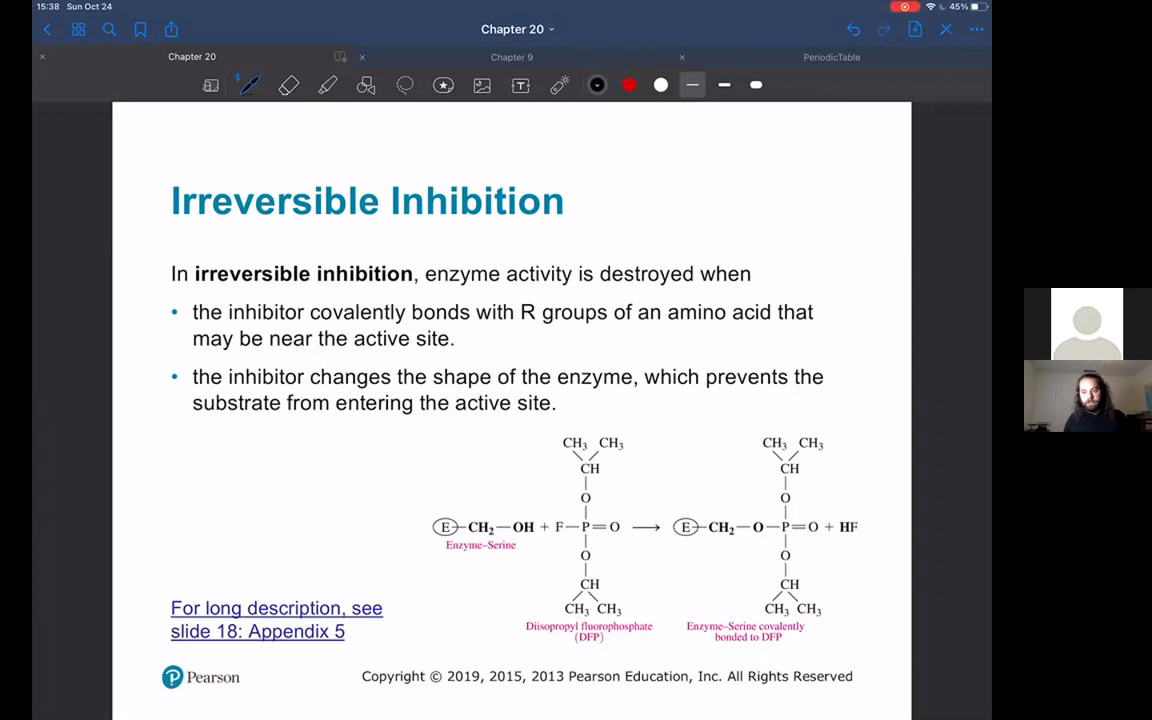 15:38 Sun Oct 24
45%
Chapter 20
Chapter 20
Chapter 9
PeriodicTable
Irreversible Inhibition
In irreversible inhibition, enzyme activity is destroyed when
• the inhibitor covalently bonds with R groups of an amino acid that
may be near the active site.
• the inhibitor changes the shape of the enzyme, which prevents the
substrate from entering the active site.
CH₃ CH₃
CH
O
E—CH₂—OH + F—P=O
O
CH
CH₃ CH₃
Enzyme–Serine
Diisopropyl fluorophosphate
(DFP)
⟶
CH₃ CH₃
CH
O
E—CH₂—O—P=O + HF
O
CH
CH₃ CH₃
Enzyme–Serine covalently
bonded to DFP
For long description, see
slide 18: Appendix 5
P Pearson
Copyright © 2019, 2015, 2013 Pearson Education, Inc. All Rights Reserved